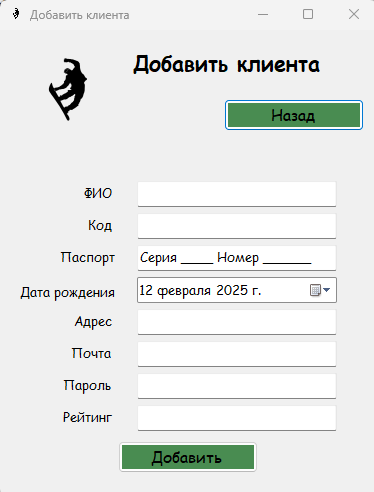 Добавить клиента
Добавить клиента
Назад
ФИО
Код
Паспорт Серия ____ Номер ______
Дата рождения 12 февраля 2025 г.
Адрес
Почта
Пароль
Рейтинг
Добавить